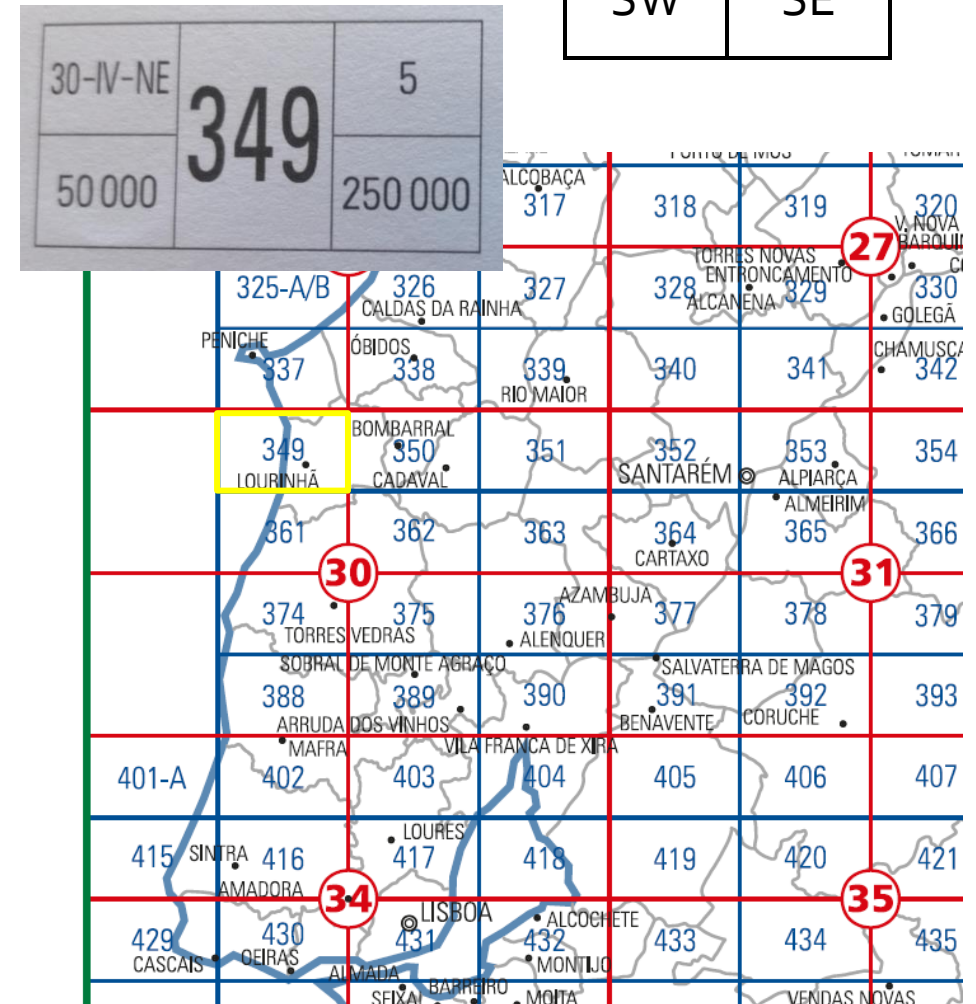 SW SE
30-IV-NE 349 5
50 000 250 000
ALCOBAÇA
317 318 319 320
V. NOVA
27
BARQUIN
TORRES NOVAS
ENTRONCAMENTO
325-A/B 326 327 328 329 330
ALCANENA
CALDAS DA RAINHA
GOLEGÃ
PENICHE
ÓBIDOS
CHAMUSCA
337 338 339 340 341 342
RIO MAIOR
BOMBARRAL
349 350 351 352 353 354
SANTARÉM
LOURINHÃ CADAVAL ALPIARÇA
ALMEIRIM
361 362 363 364 365 366
CARTAXO
30 31
AZAMBUJA
374 375 376 377 378 379
TORRES VEDRAS ALENQUER
SOBRAL DE MONTE AGRAÇO SALVATERRA DE MAGOS
388 389 390 391 392 393
ARRUDA DOS VINHOS BENAVENTE CORUCHE
MAFRA VILA FRANCA DE XIRA
401-A 402 403 404 405 406 407
LOURES
415 SINTRA 416 417 418 419 420 421
AMADORA
34 35
LISBOA ALCOCHETE
429 430 431 432 433 434 435
CASCAIS OEIRAS MONTIJO
ALMADA
BARREIRO
SEIXAL MOITA VENDAS NOVAS